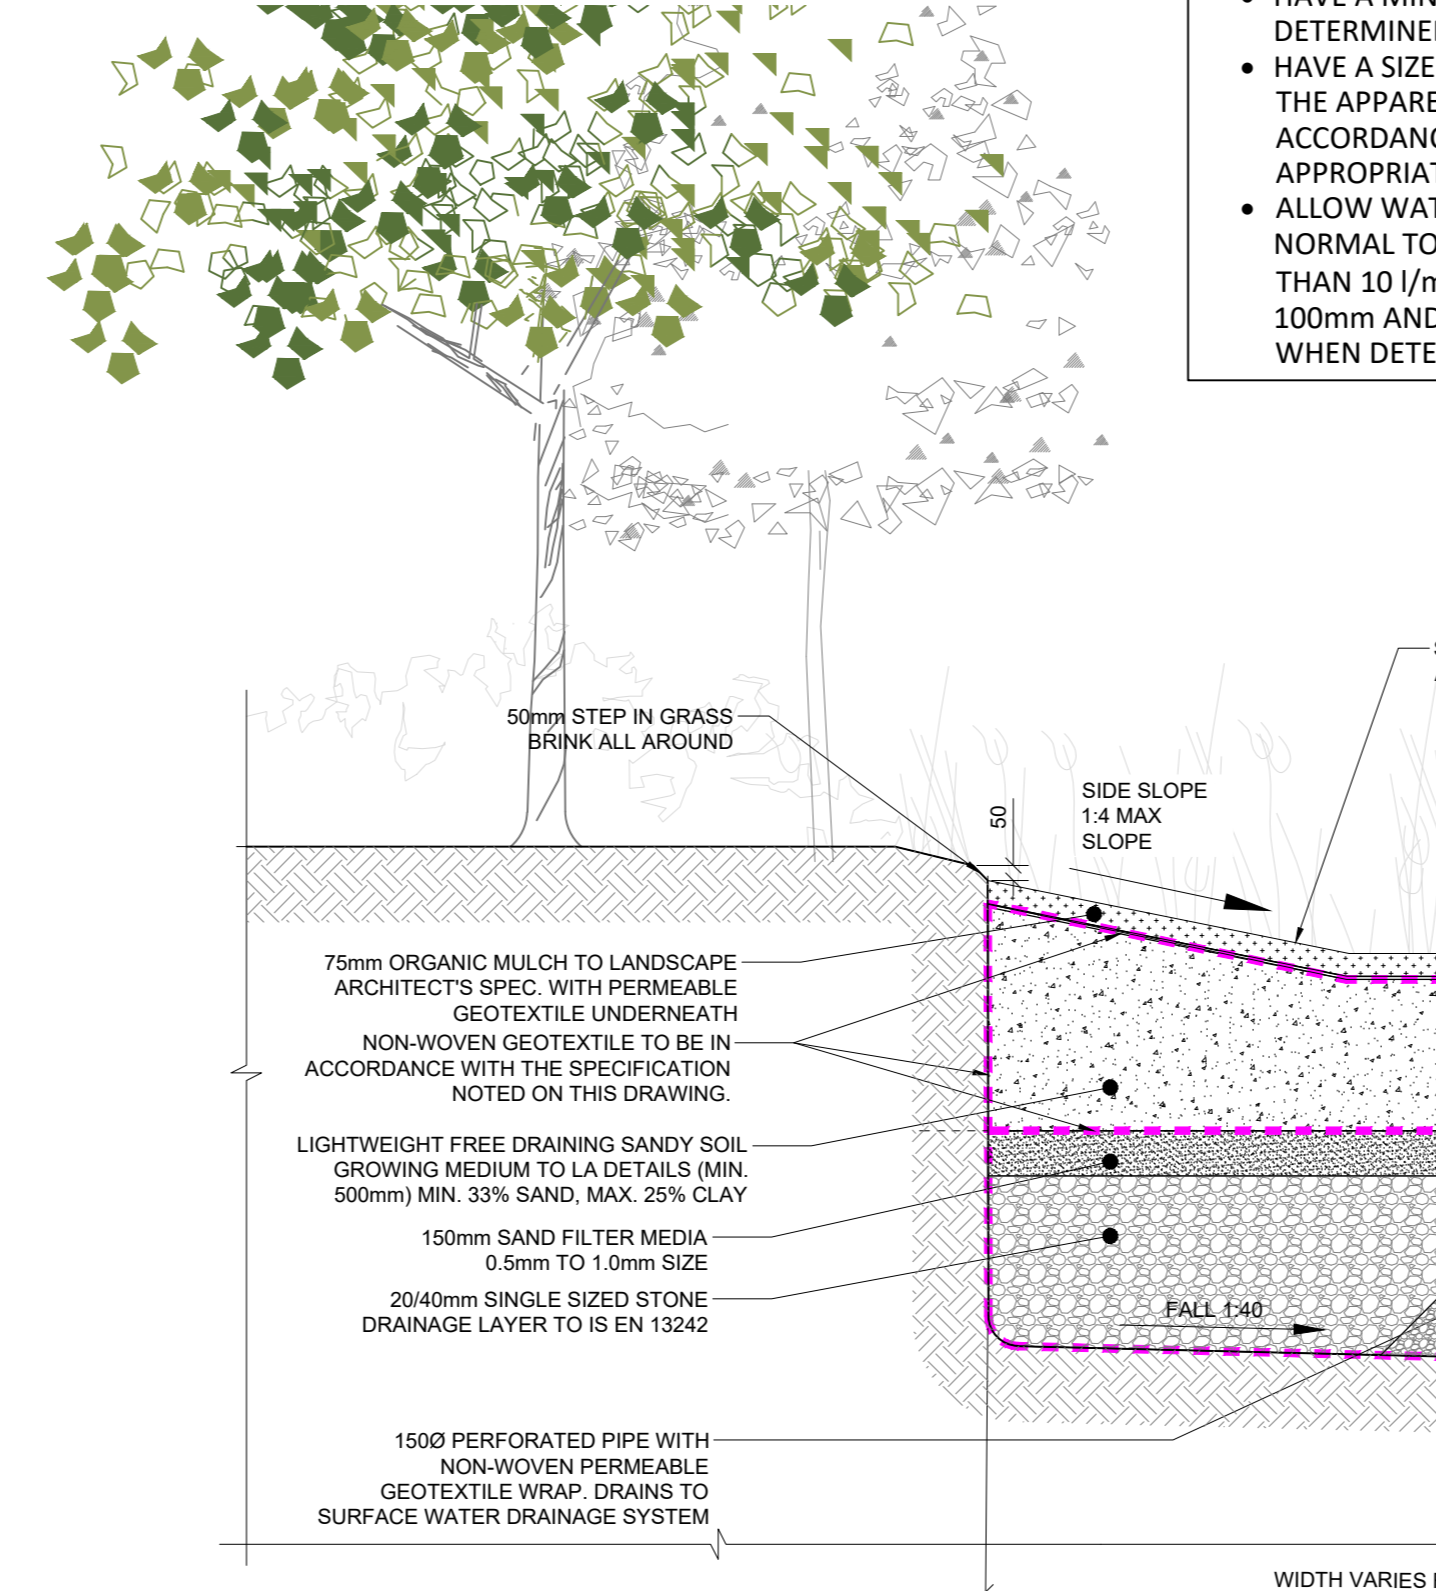 • HAVE A MIN
DETERMINE
• HAVE A SIZE
THE APPARE
ACCORDANC
APPROPRIAT
• ALLOW WAT
NORMAL TO
THAN 10 l/m
100mm AND
WHEN DETE
50mm STEP IN GRASS
BRINK ALL AROUND
50
SIDE SLOPE
1:4 MAX
SLOPE
75mm ORGANIC MULCH TO LANDSCAPE
ARCHITECT'S SPEC. WITH PERMEABLE
GEOTEXTILE UNDERNEATH
NON-WOVEN GEOTEXTILE TO BE IN
ACCORDANCE WITH THE SPECIFICATION
NOTED ON THIS DRAWING.
LIGHTWEIGHT FREE DRAINING SANDY SOIL
GROWING MEDIUM TO LA DETAILS (MIN.
500mm) MIN. 33% SAND, MAX. 25% CLAY
150mm SAND FILTER MEDIA
0.5mm TO 1.0mm SIZE
20/40mm SINGLE SIZED STONE
DRAINAGE LAYER TO IS EN 13242
FALL 1:40
150Ø PERFORATED PIPE WITH
NON-WOVEN PERMEABLE
GEOTEXTILE WRAP. DRAINS TO
SURFACE WATER DRAINAGE SYSTEM
WIDTH VARIES